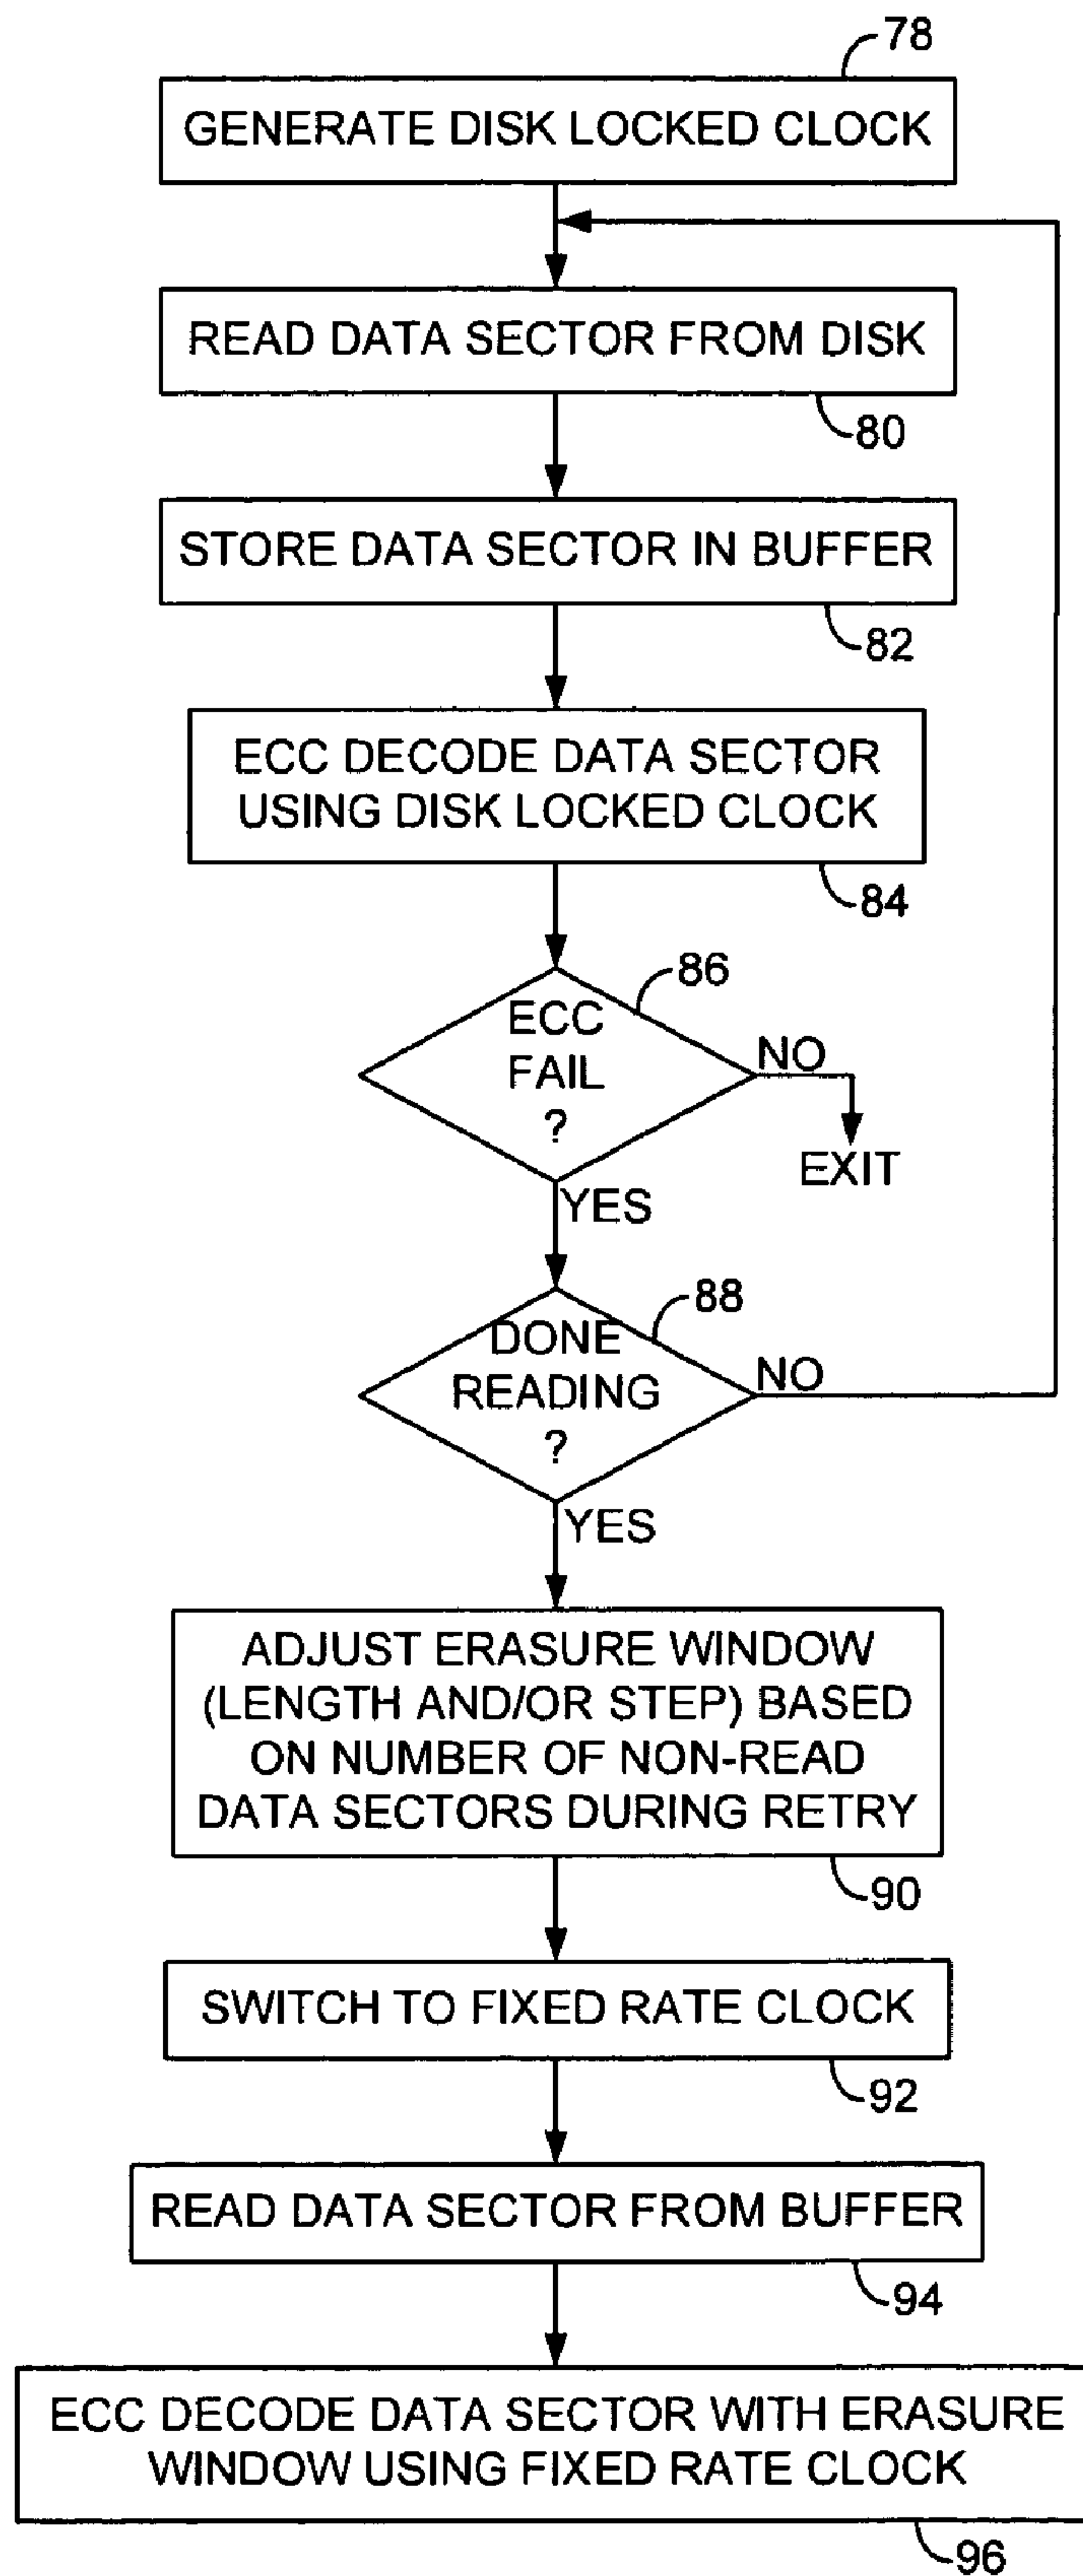 78
GENERATE DISK LOCKED CLOCK
READ DATA SECTOR FROM DISK
80
STORE DATA SECTOR IN BUFFER
82
ECC DECODE DATA SECTOR
USING DISK LOCKED CLOCK
84
86
ECC
FAIL
?
NO
EXIT
YES
88
DONE
READING
?
NO
YES
ADJUST ERASURE WINDOW
(LENGTH AND/OR STEP) BASED
ON NUMBER OF NON-READ
DATA SECTORS DURING RETRY
90
SWITCH TO FIXED RATE CLOCK
92
READ DATA SECTOR FROM BUFFER
94
ECC DECODE DATA SECTOR WITH ERASURE
WINDOW USING FIXED RATE CLOCK
96